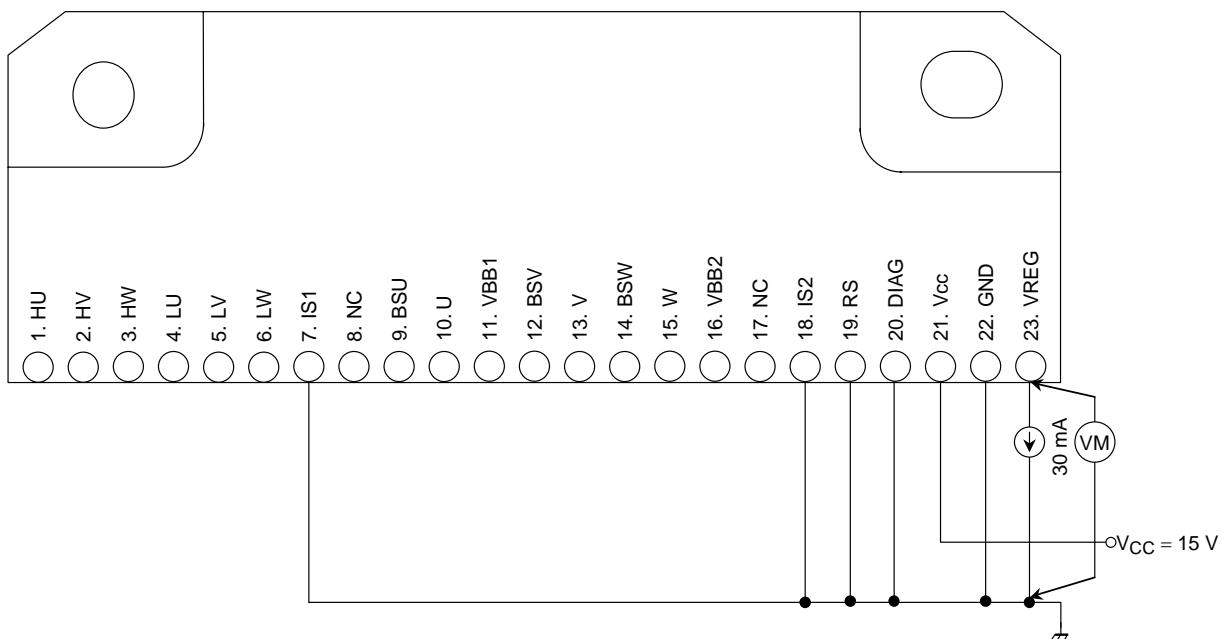 1. HU
2. HV
3. HW
4. LU
5. LV
6. LW
7. IS1
8. NC
9. BSU
10. U
11. VBB1
12. BSV
13. V
14. BSW
15. W
16. VBB2
17. NC
18. IS2
19. RS
20. DIAG
21. Vcc
22. GND
23. VREG
30 mA
VM
VCC = 15 V